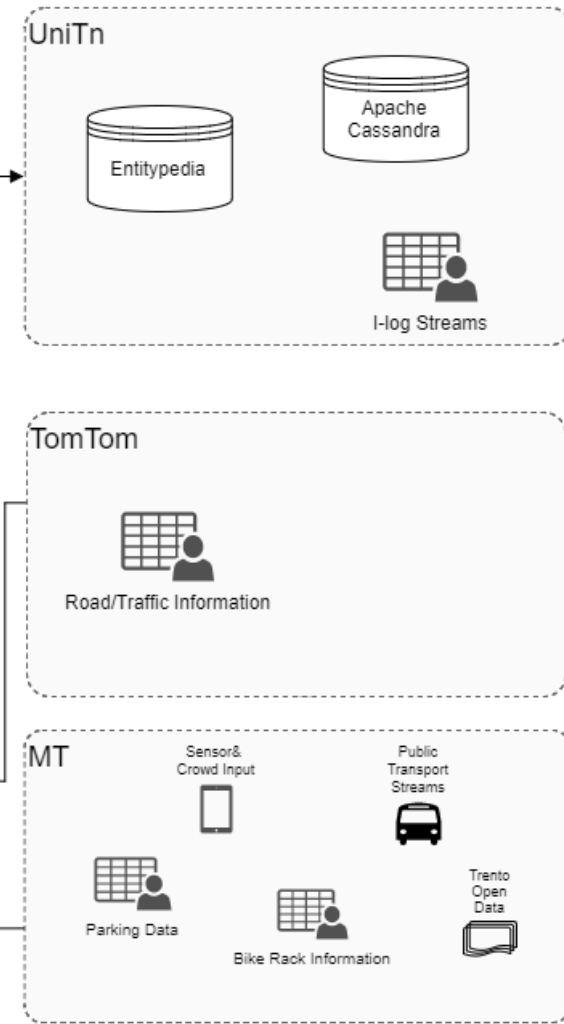 UniTn
Apache
Cassandra
Entitypedia
I-log Streams
TomTom
Road/Traffic Information
MT
Sensor&
Crowd Input
Public
Transport
Streams
Trento
Open
Data
Parking Data
Bike Rack Information